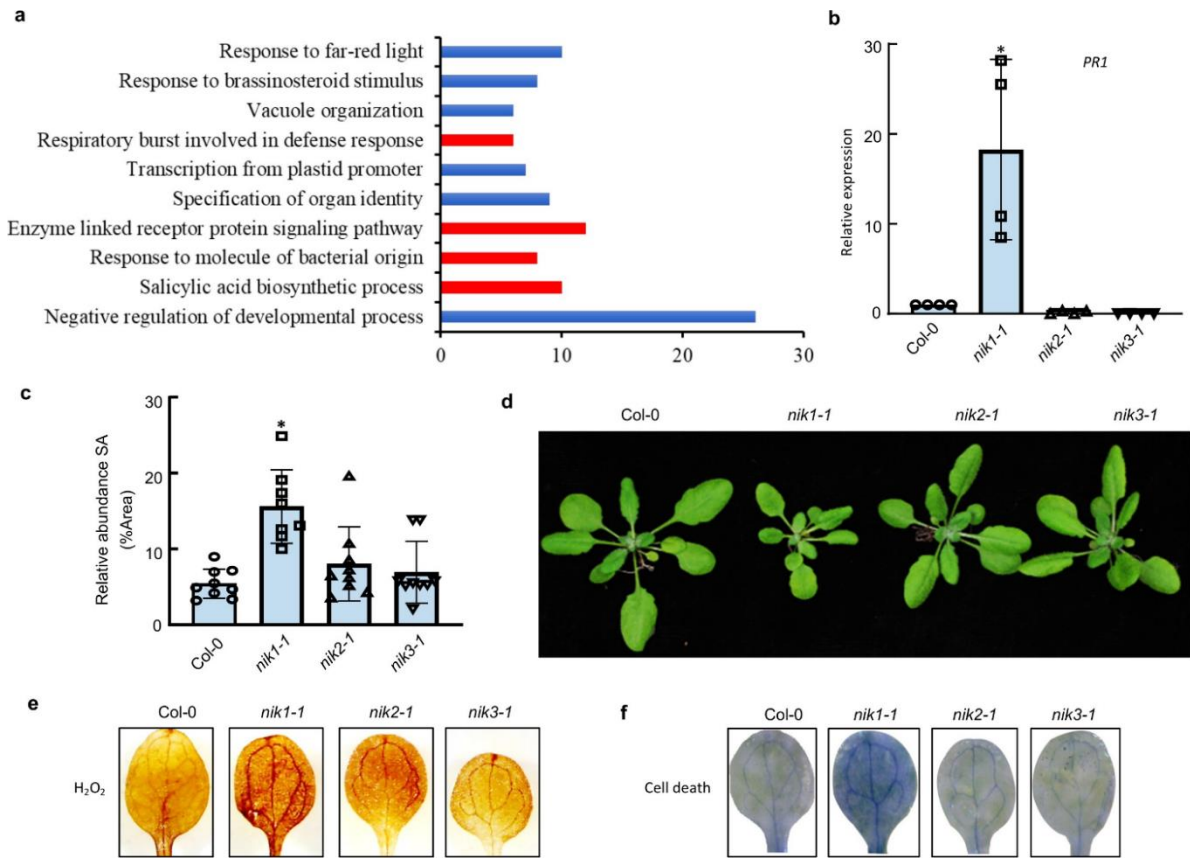 a
Response to far-red light
Response to brassinosteroid stimulus
Vacuole organization
Respiratory burst involved in defense response
Transcription from plastid promoter
Specification of organ identity
Enzyme linked receptor protein signaling pathway
Response to molecule of bacterial origin
Salicylic acid biosynthetic process
Negative regulation of developmental process
0 10 20 30
b
Relative expression
30
20
10
0
*
PR1
Col-0 nik1-1 nik2-1 nik3-1
c
Relative abundance SA
(%Area)
30
20
10
0
*
Col-0 nik1-1 nik2-1 nik3-1
d
Col-0 nik1-1 nik2-1 nik3-1
e
Col-0 nik1-1 nik2-1 nik3-1
H₂O₂
f
Col-0 nik1-1 nik2-1 nik3-1
Cell death